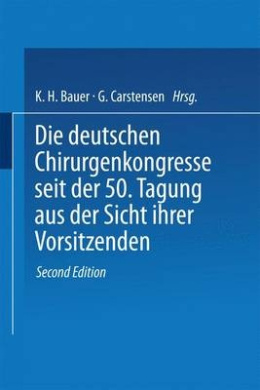 K. H. Bauer · G. Carstensen Hrsg.
Die deutschen
Chirurgenkongresse
seit der 50. Tagung
aus der Sicht ihrer
Vorsitzenden
Second Edition